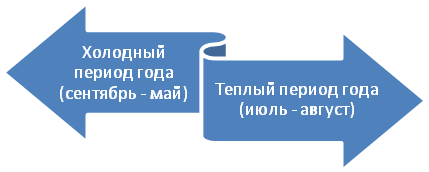 Холодный
период года
(сентябрь - май)
Теплый период года
(июль - август)